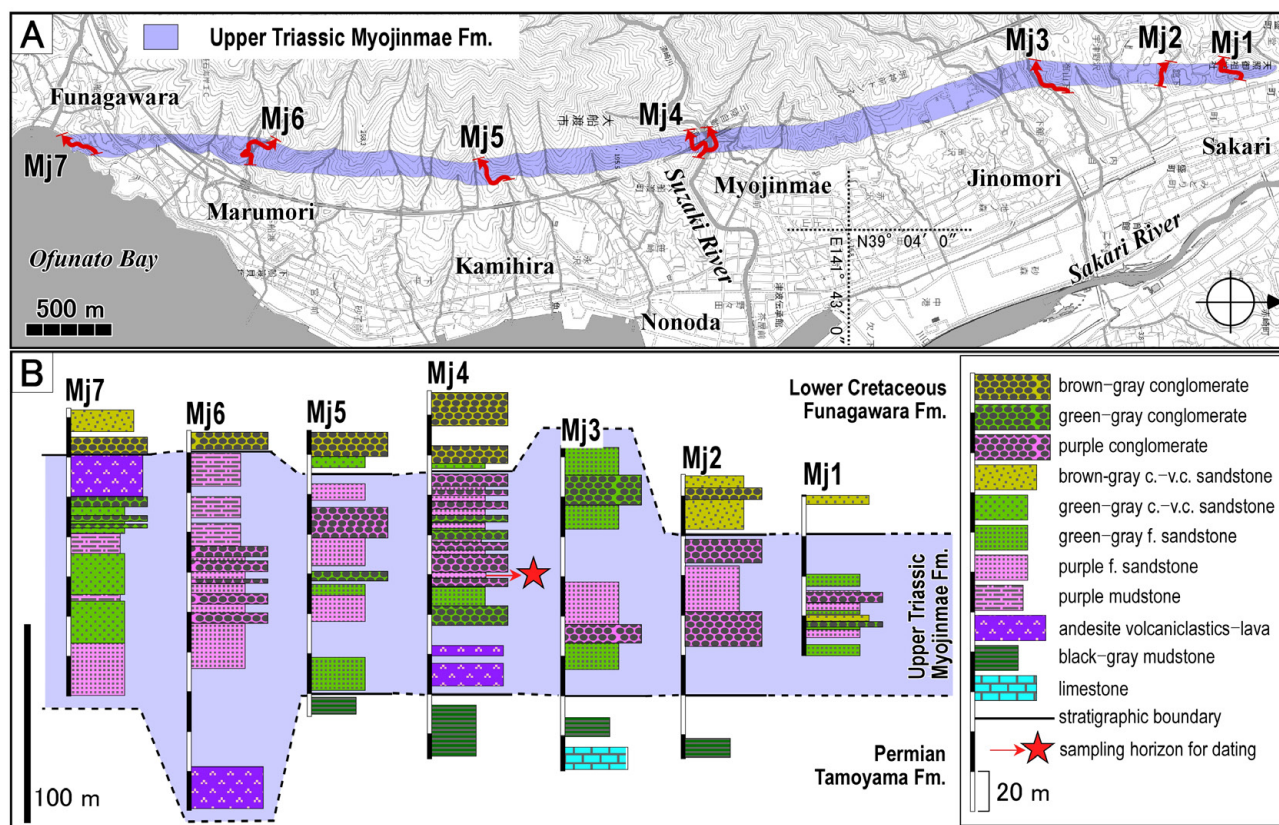 A
Upper Triassic Myojinmae Fm.
Mj3
Mj2
Mj1
Funagawara
Mj6
Mj4
Mj5
Mj7
大船渡市
Sakari
Suzaki River
Myojinmae
Jinomori
Marumori
N39° 04′ 0″
E141° 43′ 0″
Ofunato Bay
Kamihira
Sakari River
500 m
Nonoda
B
Mj7
Mj6
Mj5
Mj4
Mj3
Mj2
Mj1
Lower Cretaceous
Funagawara Fm.
Upper Triassic
Myojinmae Fm.
Permian
Tamoyama Fm.
100 m
brown-gray conglomerate
green-gray conglomerate
purple conglomerate
brown-gray c.-v.c. sandstone
green-gray c.-v.c. sandstone
green-gray f. sandstone
purple f. sandstone
purple mudstone
andesite volcaniclastics-lava
black-gray mudstone
limestone
stratigraphic boundary
sampling horizon for dating
20 m